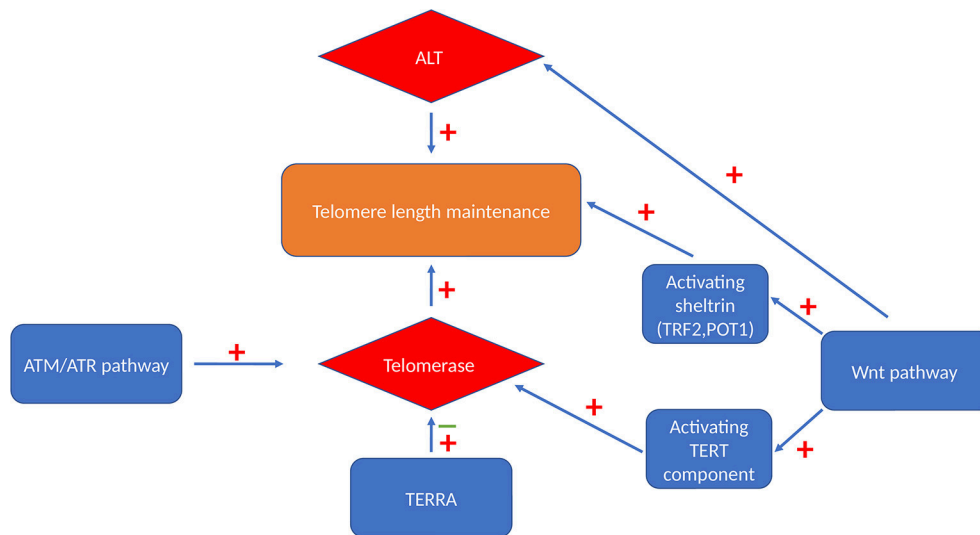 ALT
+
+
Telomere length maintenance
+
+
Activating
sheltrin
(TRF2,POT1)
+
ATM/ATR pathway
+
Telomerase
Wnt pathway
+
Activating
TERT
component
+
–
+
TERRA